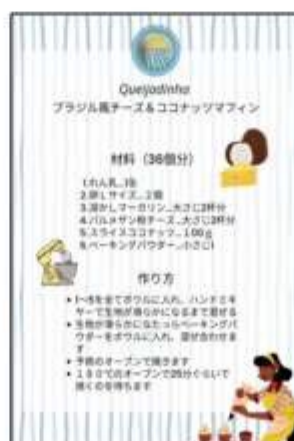 Queijadinha
ブラジル風チーズ＆ココナッツマフィン
材料（36個分）
1.れん乳…1缶
2.卵Lサイズ…2個
3.溶かしマーガリン…大さじ2杯分
4.パルメザン粉チーズ…大さじ2杯分
5.スライスココナッツ…100g
6.ベーキングパウダー…小さじ1
作り方
1~5を全てボウルに入れ、ハンドミキ
サーで生地が滑らかになるまで混ぜる
生地が滑らかになたっらベーキングパ
ウダーをボウルに入れ、混ぜ合わせま
す
予熱のオーブンで焼きます
180℃のオーブンで25分ぐらいで
焼くのを待ちます